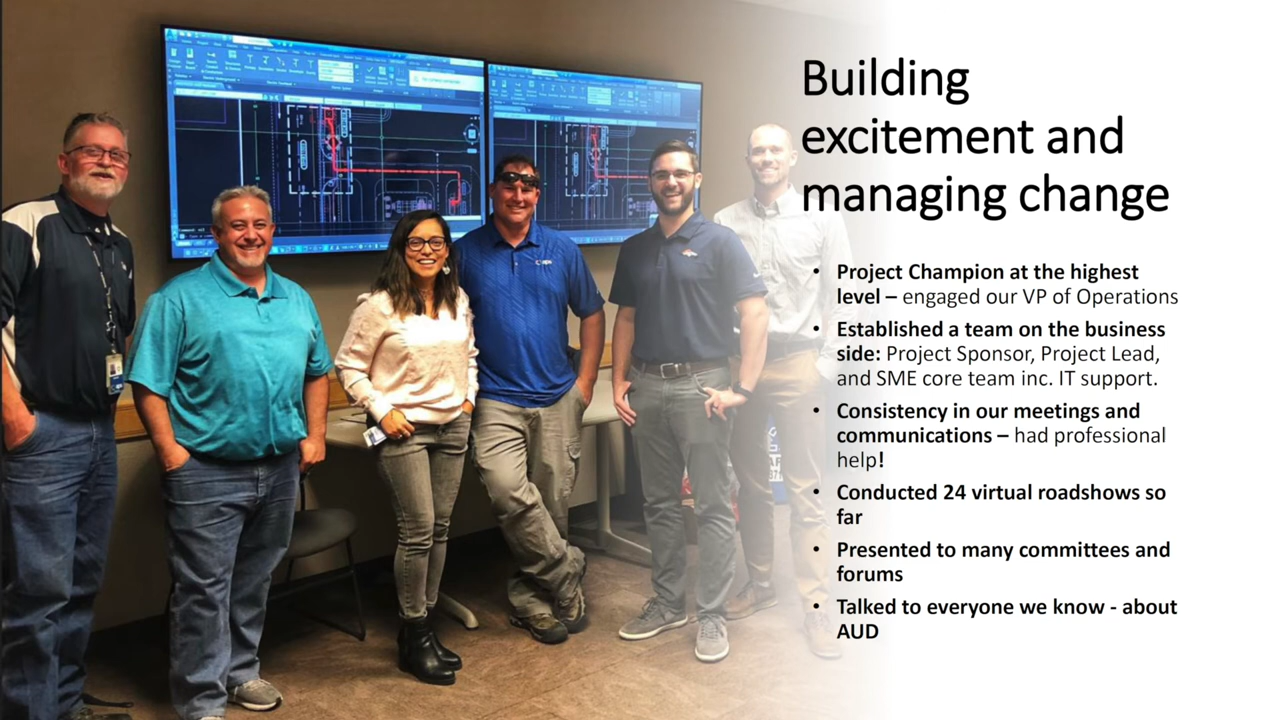 Building
excitement and
managing change
• Project Champion at the highest
level – engaged our VP of Operations
• Established a team on the business
side: Project Sponsor, Project Lead,
and SME core team inc. IT support.
• Consistency in our meetings and
communications – had professional
help!
• Conducted 24 virtual roadshows so
far
• Presented to many committees and
forums
• Talked to everyone we know - about
AUD